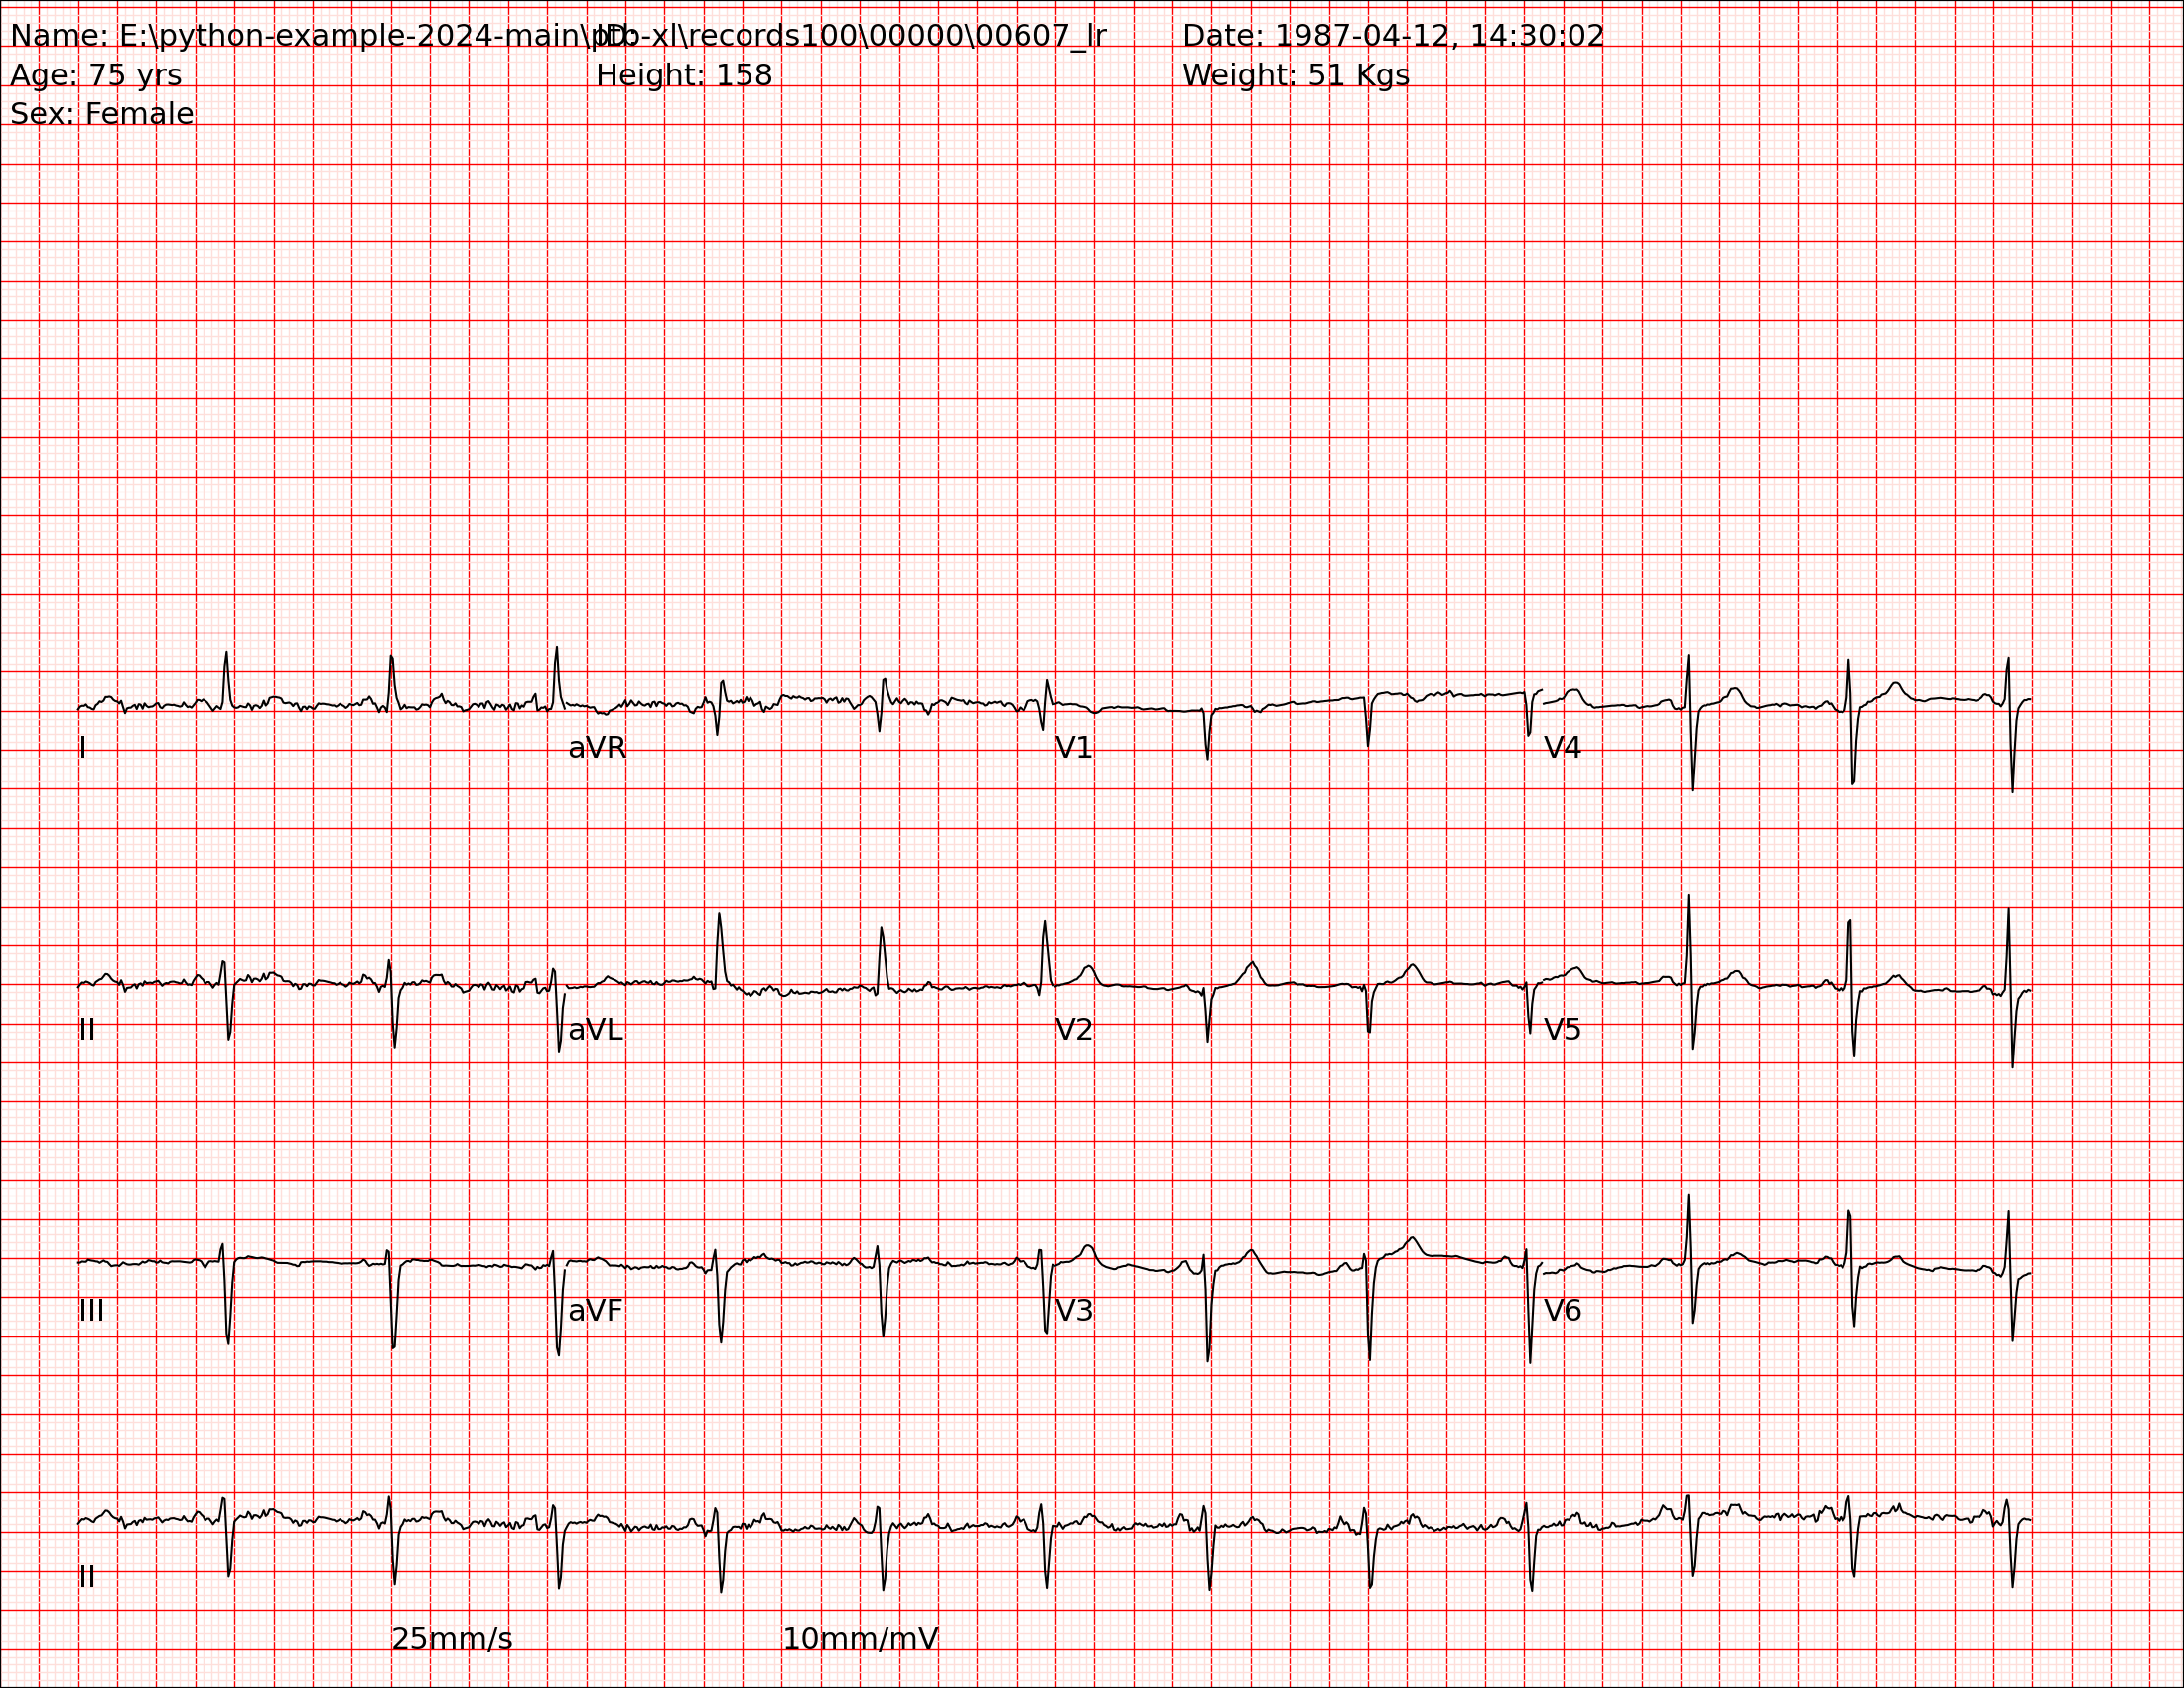 Name: E:\python-example-2024-main\ptb-xl\records100\00000\00607_lr ID: Date: 1987-04-12, 14:30:02
Age: 75 yrs Height: 158 Weight: 51 Kgs
Sex: Female
I aVR V1 V4
II aVL V2 V5
III aVF V3 V6
II
25mm/s 10mm/mV